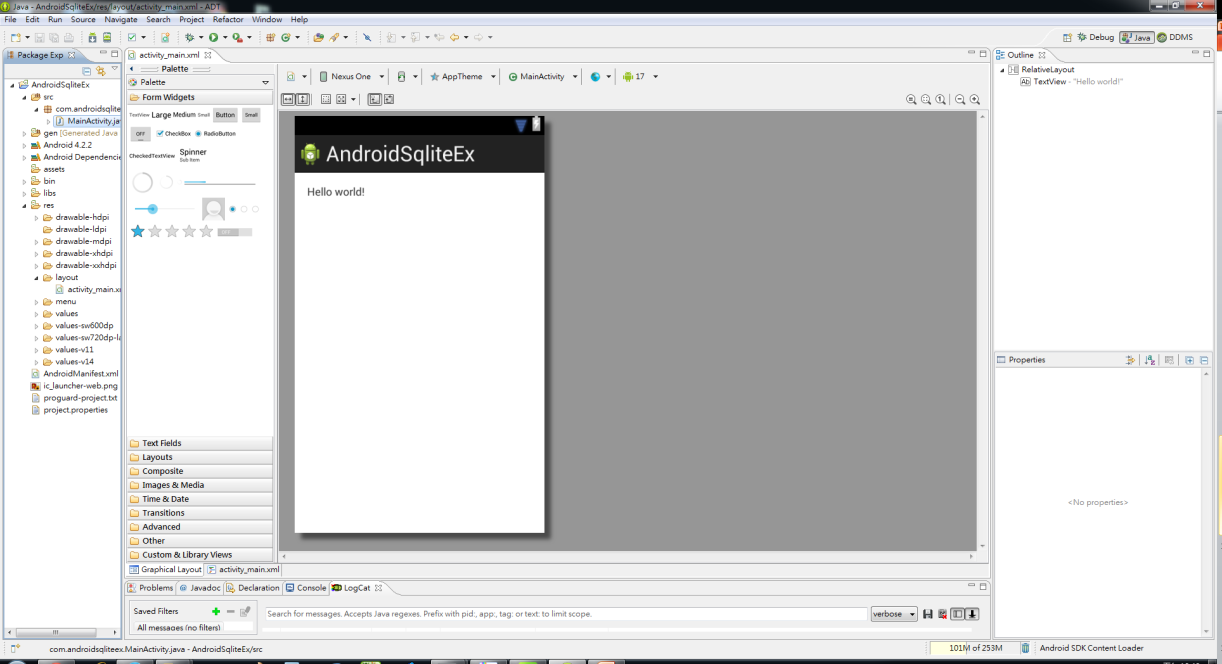 Java - AndroidSqliteEx/res/layout/activity_main.xml - ADT
File Edit Run Source Navigate Search Project Refactor Window Help
Debug Java DDMS
Package Exp
activity_main.xml
Outline
AndroidSqliteEx
src
com.androidsqlite
MainActivity.ja
gen [Generated Java
Android 4.2.2
Android Dependencie
assets
bin
libs
res
drawable-hdpi
drawable-ldpi
drawable-mdpi
drawable-xhdpi
drawable-xxhdpi
layout
activity_main.x
menu
values
values-sw600dp
values-sw720dp-la
values-v11
values-v14
AndroidManifest.xml
ic_launcher-web.png
proguard-project.txt
project.properties
Palette
Palette
Form Widgets
TextView Large Medium Small Button Small
OFF CheckBox RadioButton
CheckedTextView Spinner
Sub Item
Text Fields
Layouts
Composite
Images & Media
Time & Date
Transitions
Advanced
Other
Custom & Library Views
Graphical Layout activity_main.xml
Nexus One AppTheme MainActivity 17
AndroidSqliteEx
Hello world!
RelativeLayout
Ab TextView - "Hello world!"
Properties
<No properties>
Problems @ Javadoc Declaration Console LogCat
Saved Filters
All messages (no filters)
Search for messages. Accepts Java regexes. Prefix with pid:, app:, tag: or text: to limit scope.
verbose
com.androidsqliteex.MainActivity.java - AndroidSqliteEx/src
101M of 253M
Android SDK Content Loader